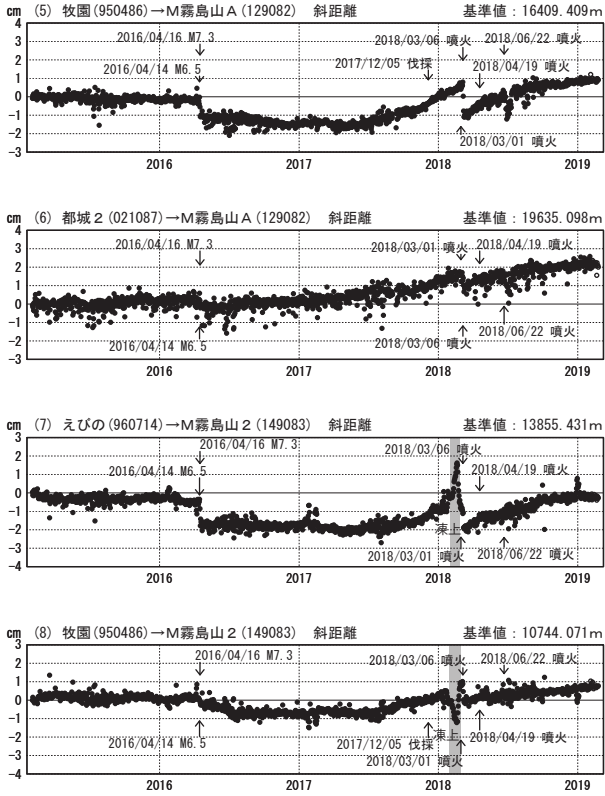 cm (5) 牧園(950486)→M霧島山A(129082) 斜距離 基準値:16409.409m
4
3
2
1
0
-1
-2
-3
2016/04/16 M7.3
2016/04/14 M6.5
2017/12/05 伐採
2018/03/06 噴火
2018/06/22 噴火
2018/04/19 噴火
2018/03/01 噴火
2016 2017 2018 2019
cm (6) 都城2(021087)→M霧島山A(129082) 斜距離 基準値:19635.098m
4
3
2
1
0
-1
-2
-3
2016/04/16 M7.3
2018/03/01 噴火
2018/04/19 噴火
2016/04/14 M6.5
2018/03/06 噴火
2018/06/22 噴火
2016 2017 2018 2019
cm (7) えびの(960714)→M霧島山2(149083) 斜距離 基準値:13855.431m
3
2
1
0
-1
-2
-3
-4
2016/04/16 M7.3
2016/04/14 M6.5
2018/03/06 噴火
2018/04/19 噴火
凍上
2018/03/01 噴火
2018/06/22 噴火
2016 2017 2018 2019
cm (8) 牧園(950486)→M霧島山2(149083) 斜距離 基準値:10744.071m
3
2
1
0
-1
-2
-3
-4
2016/04/16 M7.3
2018/03/06 噴火
2018/06/22 噴火
2016/04/14 M6.5
2017/12/05 伐採
凍上
2018/04/19 噴火
2018/03/01 噴火
2016 2017 2018 2019